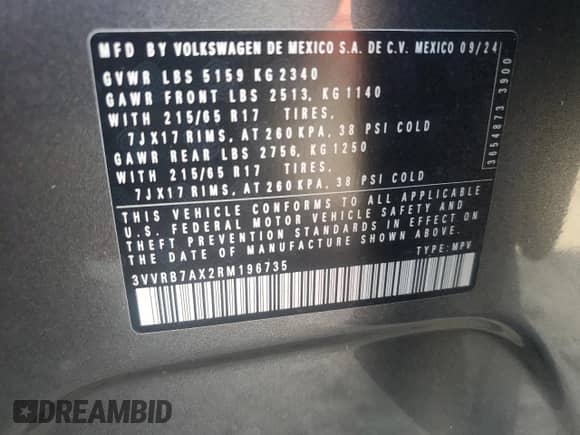 MFD BY VOLKSWAGEN DE MEXICO S.A. DE C.V. MEXICO 09/24
GVWR LBS 5159 KG 2340
GAWR FRONT LBS 2513, KG 1140
WITH 215/65 R17 TIRES,
7JX17 RIMS, AT 260 KPA, 38 PSI COLD
GAWR REAR LBS 2756, KG 1250
WITH 215/65 R17 TIRES,
7JX17 RIMS, AT 260 KPA, 38 PSI COLD
THIS VEHICLE CONFORMS TO ALL APPLICABLE
U.S. FEDERAL MOTOR VEHICLE SAFETY AND
THEFT PREVENTION STANDARDS IN EFFECT ON
THE DATE OF MANUFACTURE SHOWN ABOVE.
3VVRB7AX2RM196735 TYPE: MPV
3654873 3900
DREAMBID